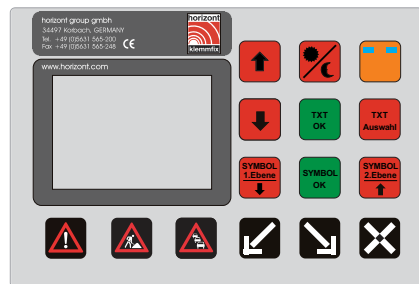 horizont group gmbh
34497 Korbach, GERMANY
Tel. +49 (0)5631 565-200
Fax +49 (0)5631 565-248 CE
horizont
klemmfix
www.horizont.com
TXT
OK
TXT
Auswahl
SYMBOL
1.Ebene
SYMBOL
OK
SYMBOL
2.Ebene